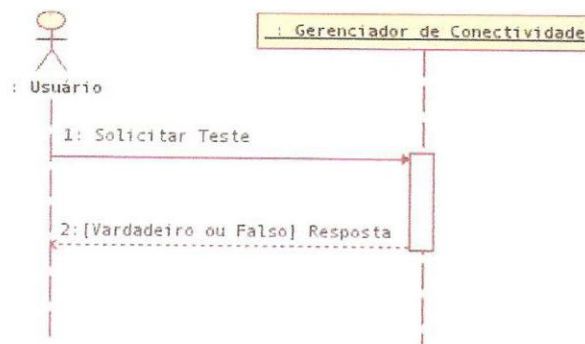 : Gerenciador de Conectividade
: Usuário
1: Solicitar Teste
2:[Vardadeiro ou Falso] Resposta